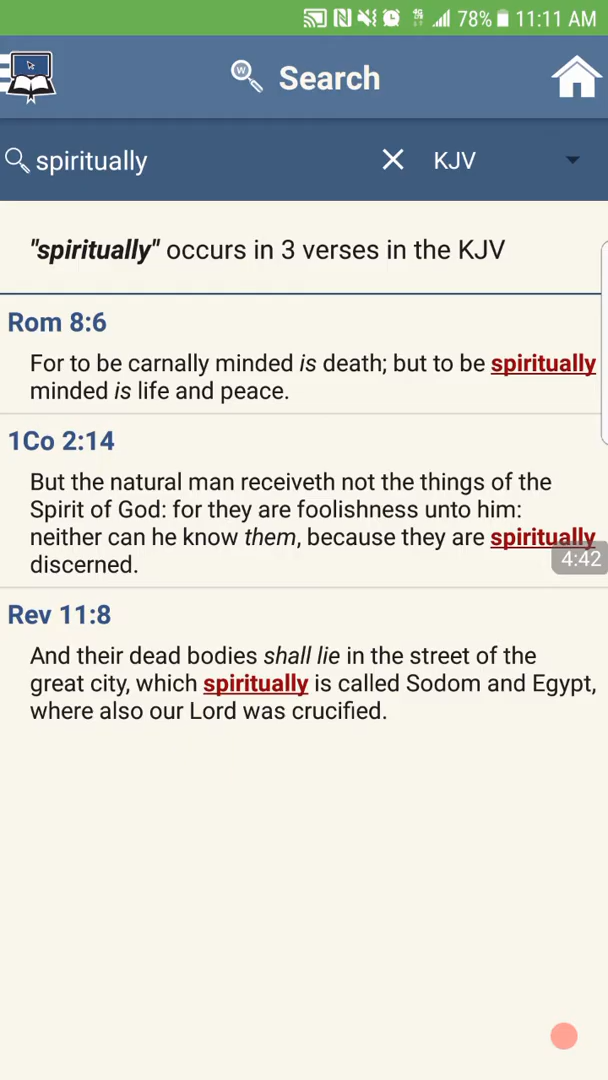 78% 11:11 AM
Search
spiritually KJV
"spiritually" occurs in 3 verses in the KJV
Rom 8:6
For to be carnally minded is death; but to be spiritually
minded is life and peace.
1Co 2:14
But the natural man receiveth not the things of the
Spirit of God: for they are foolishness unto him:
neither can he know them, because they are spiritually
discerned.
4:42
Rev 11:8
And their dead bodies shall lie in the street of the
great city, which spiritually is called Sodom and Egypt,
where also our Lord was crucified.